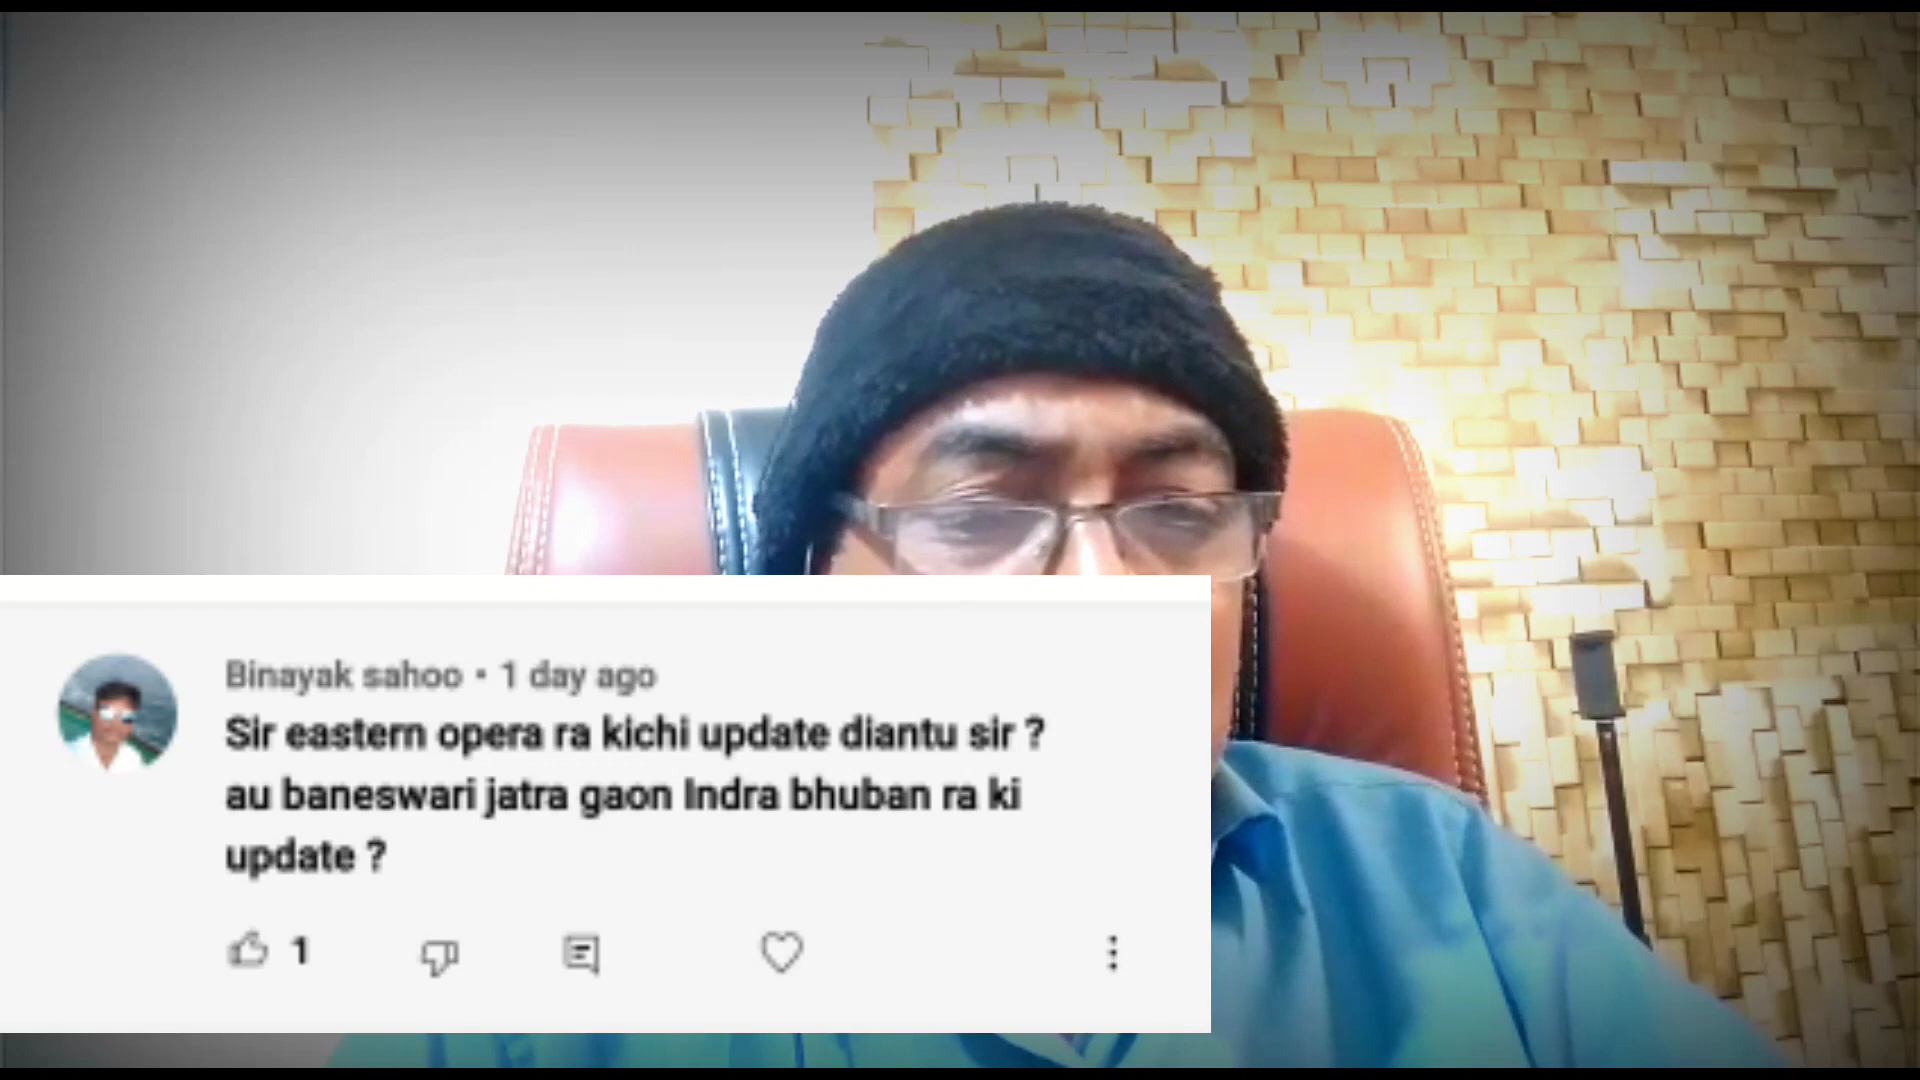 Binayak sahoo • 1 day ago
Sir eastern opera ra kichi update diantu sir ?
au baneswari jatra gaon Indra bhuban ra ki
update ?
1